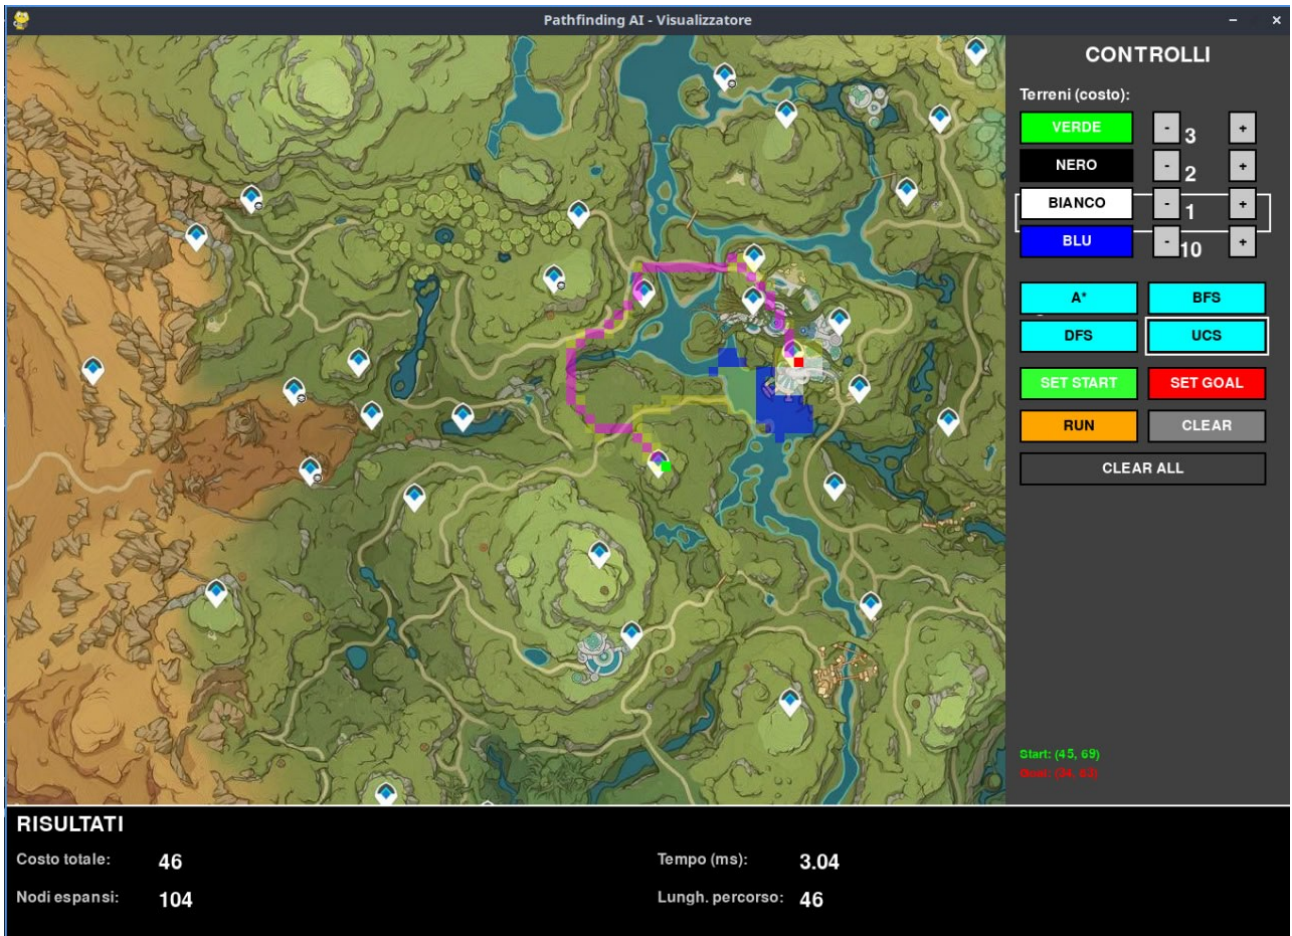 Pathfinding AI - Visualizzatore
CONTROLLI
Terreni (costo):
VERDE - 3 +
NERO - 2 +
BIANCO - 1 +
BLU - 10 +
A* BFS
DFS UCS
SET START SET GOAL
RUN CLEAR
CLEAR ALL
Start: (45, 69)
RISULTATI
Costo totale: 46
Tempo (ms): 3.04
Nodi espansi: 104
Lungh. percorso: 46